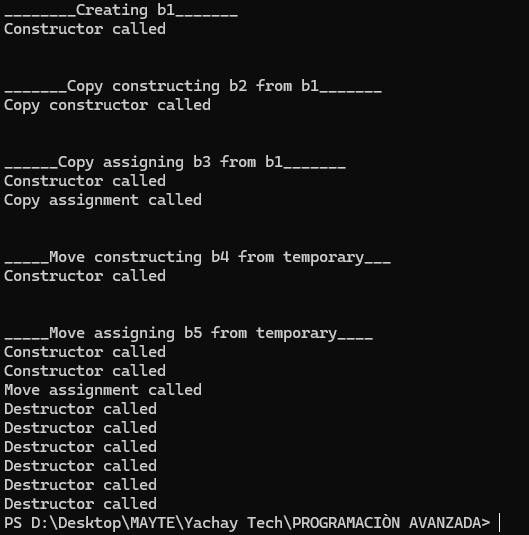 ________Creating b1_______
Constructor called
_______Copy constructing b2 from b1_______
Copy constructor called
______Copy assigning b3 from b1_______
Constructor called
Copy assignment called
_____Move constructing b4 from temporary___
Constructor called
_____Move assigning b5 from temporary____
Constructor called
Constructor called
Move assignment called
Destructor called
Destructor called
Destructor called
Destructor called
Destructor called
Destructor called
PS D:\Desktop\MAYTE\Yachay Tech\PROGRAMACIÒN AVANZADA>